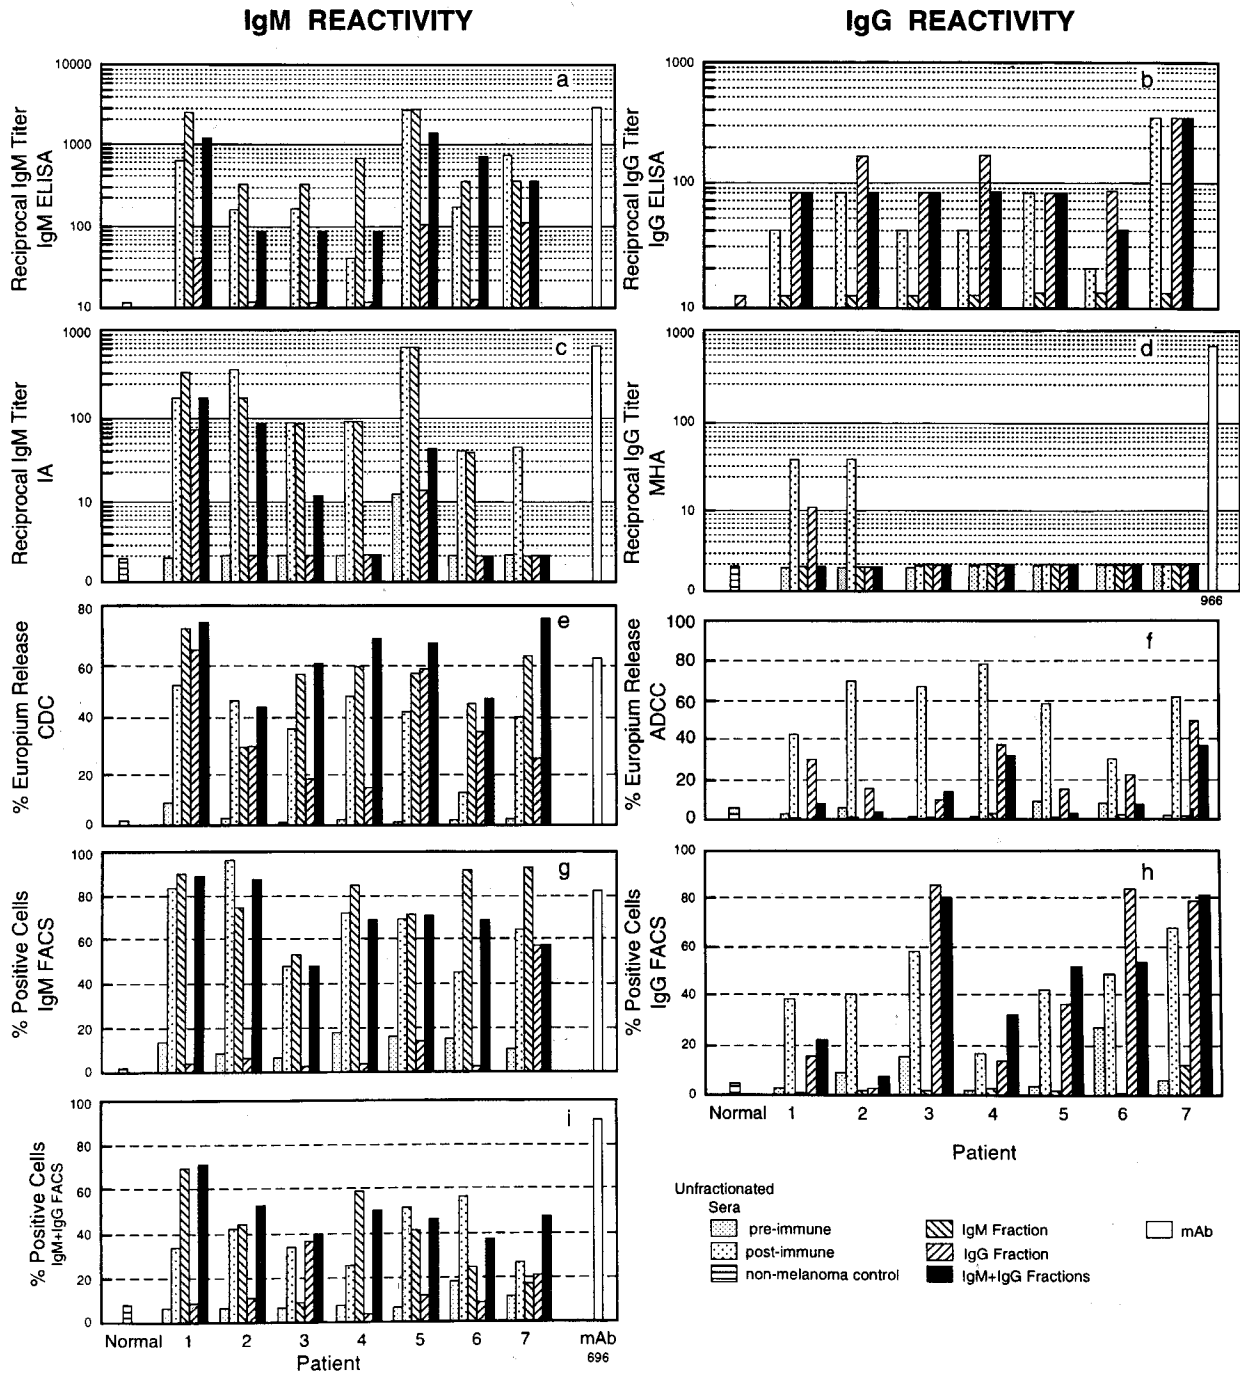 IgM REACTIVITY
IgG REACTIVITY
Reciprocal IgM Titer
IgM ELISA
10000
1000
100
10
a
Reciprocal IgG Titer
IgG ELISA
1000
100
10
b
Reciprocal IgM Titer
IA
1000
100
10
0
c
Reciprocal IgG Titer
MHA
1000
100
10
0
d
966
% Europium Release
CDC
80
60
40
20
0
e
% Europium Release
ADCC
80
60
40
20
0
f
% Positive Cells
IgM FACS
100
80
60
40
20
0
g
% Positive Cells
IgG FACS
100
80
60
40
20
0
h
Normal 1 2 3 4 5 6 7
Patient
% Positive Cells
IgM+IgG FACS
100
80
60
40
20
0
i
Normal 1 2 3 4 5 6 7 mAb
696
Patient
Unfractionated
Sera
pre-immune
post-immune
non-melanoma control
IgM Fraction
IgG Fraction
IgM+IgG Fractions
mAb